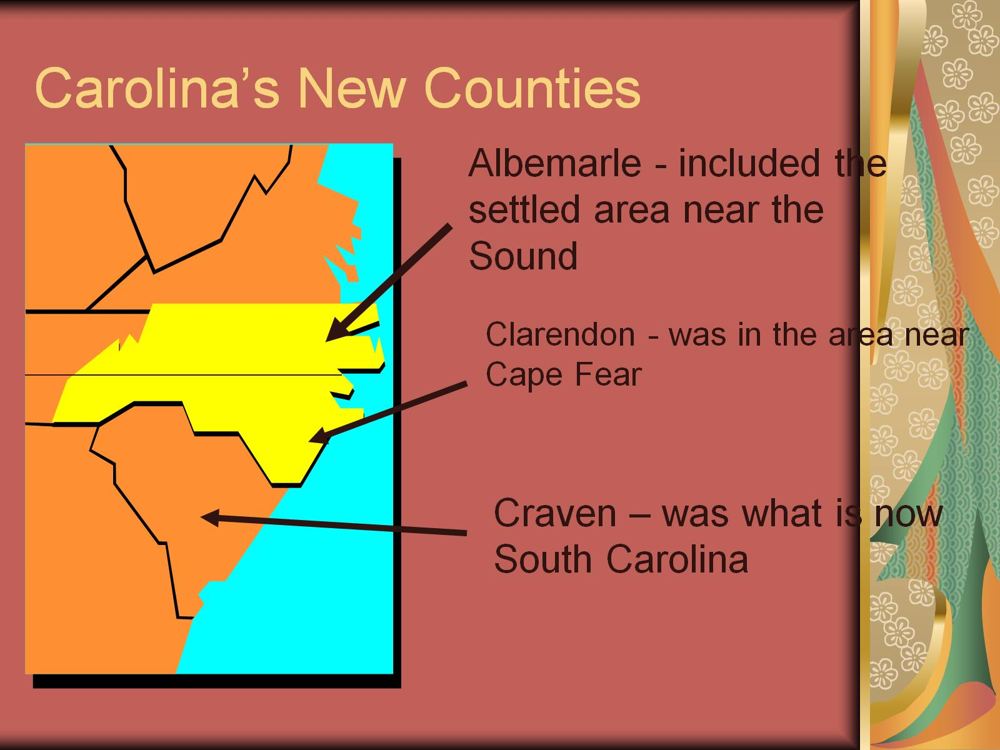 Carolina’s New Counties
Albemarle - included the
settled area near the
Sound
Clarendon - was in the area near
Cape Fear
Craven – was what is now
South Carolina